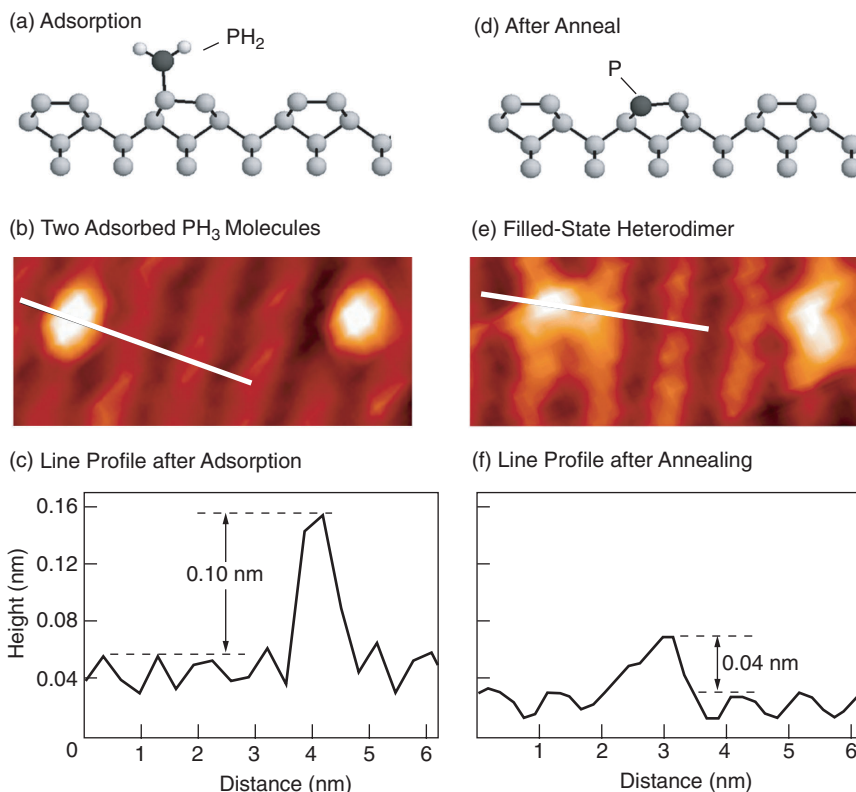 (a) Adsorption
PH₂
(d) After Anneal
P
(b) Two Adsorbed PH₃ Molecules
(e) Filled-State Heterodimer
(c) Line Profile after Adsorption
(f) Line Profile after Annealing
0.16
0.12
0.08
0.04
0
Height (nm)
0.10 nm
1 2 3 4 5 6
Distance (nm)
0.04 nm
1 2 3 4 5 6
Distance (nm)